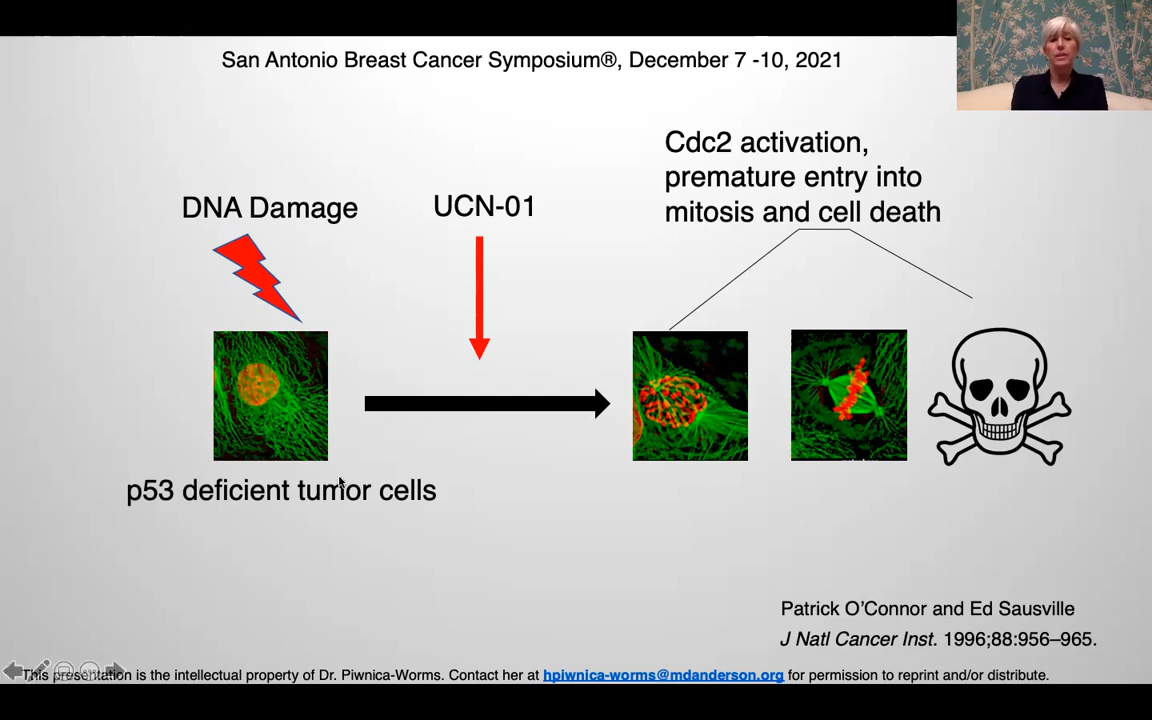 San Antonio Breast Cancer Symposium®, December 7 -10, 2021
Cdc2 activation,
premature entry into
mitosis and cell death
DNA Damage
UCN-01
p53 deficient tumor cells
Patrick O’Connor and Ed Sausville
J Natl Cancer Inst. 1996;88:956–965.
This presentation is the intellectual property of Dr. Piwnica-Worms. Contact her at hpiwnica-worms@mdanderson.org for permission to reprint and/or distribute.